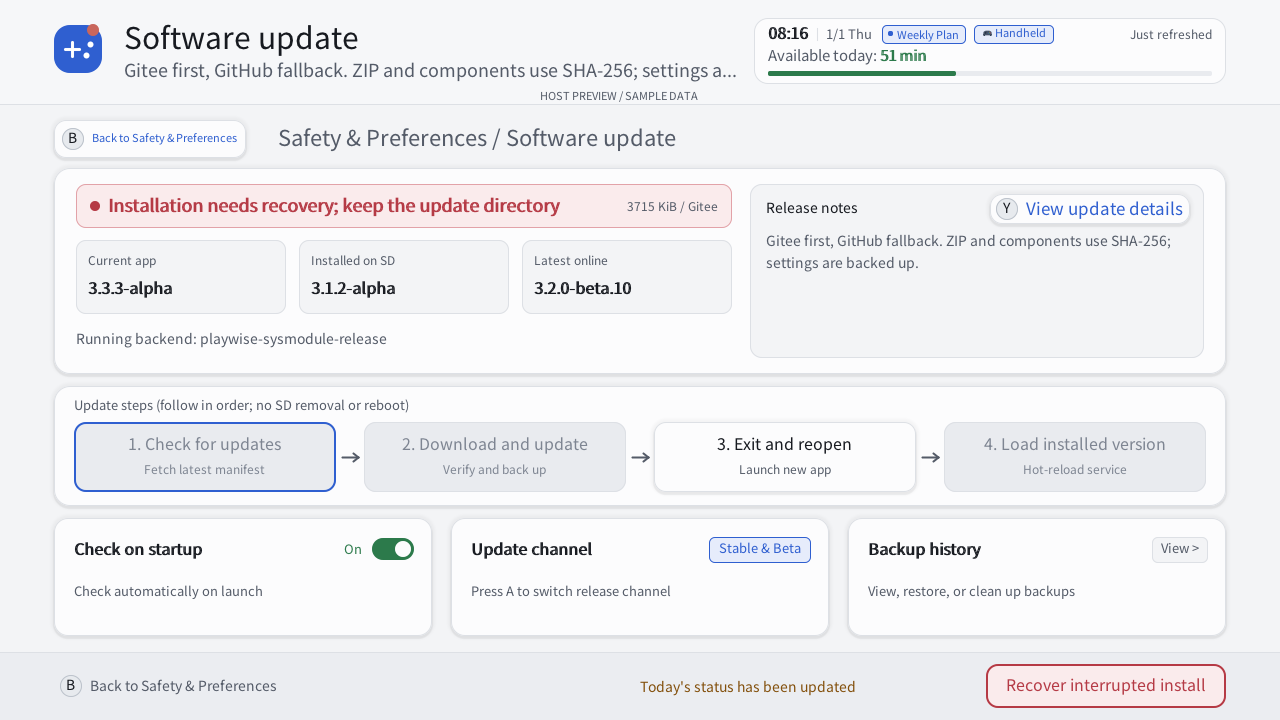 Software update
Gitee first, GitHub fallback. ZIP and components use SHA-256; settings a...
08:16
1/1 Thu
Weekly Plan
Handheld
Just refreshed
Available today: 51 min
HOST PREVIEW / SAMPLE DATA
B Back to Safety & Preferences
Safety & Preferences / Software update
Installation needs recovery; keep the update directory
3715 KiB / Gitee
Current app
3.3.3-alpha
Installed on SD
3.1.2-alpha
Latest online
3.2.0-beta.10
Running backend: playwise-sysmodule-release
Release notes
Y View update details
Gitee first, GitHub fallback. ZIP and components use SHA-256;
settings are backed up.
Update steps (follow in order; no SD removal or reboot)
1. Check for updates
Fetch latest manifest
→
2. Download and update
Verify and back up
→
3. Exit and reopen
Launch new app
→
4. Load installed version
Hot-reload service
Check on startup
On
Check automatically on launch
Update channel
Stable & Beta
Press A to switch release channel
Backup history
View >
View, restore, or clean up backups
B Back to Safety & Preferences
Today's status has been updated
Recover interrupted install